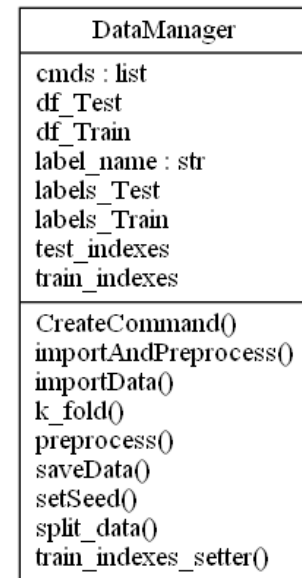 DataManager
cmds : list
df_Test
df_Train
label_name : str
labels_Test
labels_Train
test_indexes
train_indexes
CreateCommand()
importAndPreprocess()
importData()
k_fold()
preprocess()
saveData()
setSeed()
split_data()
train_indexes_setter()